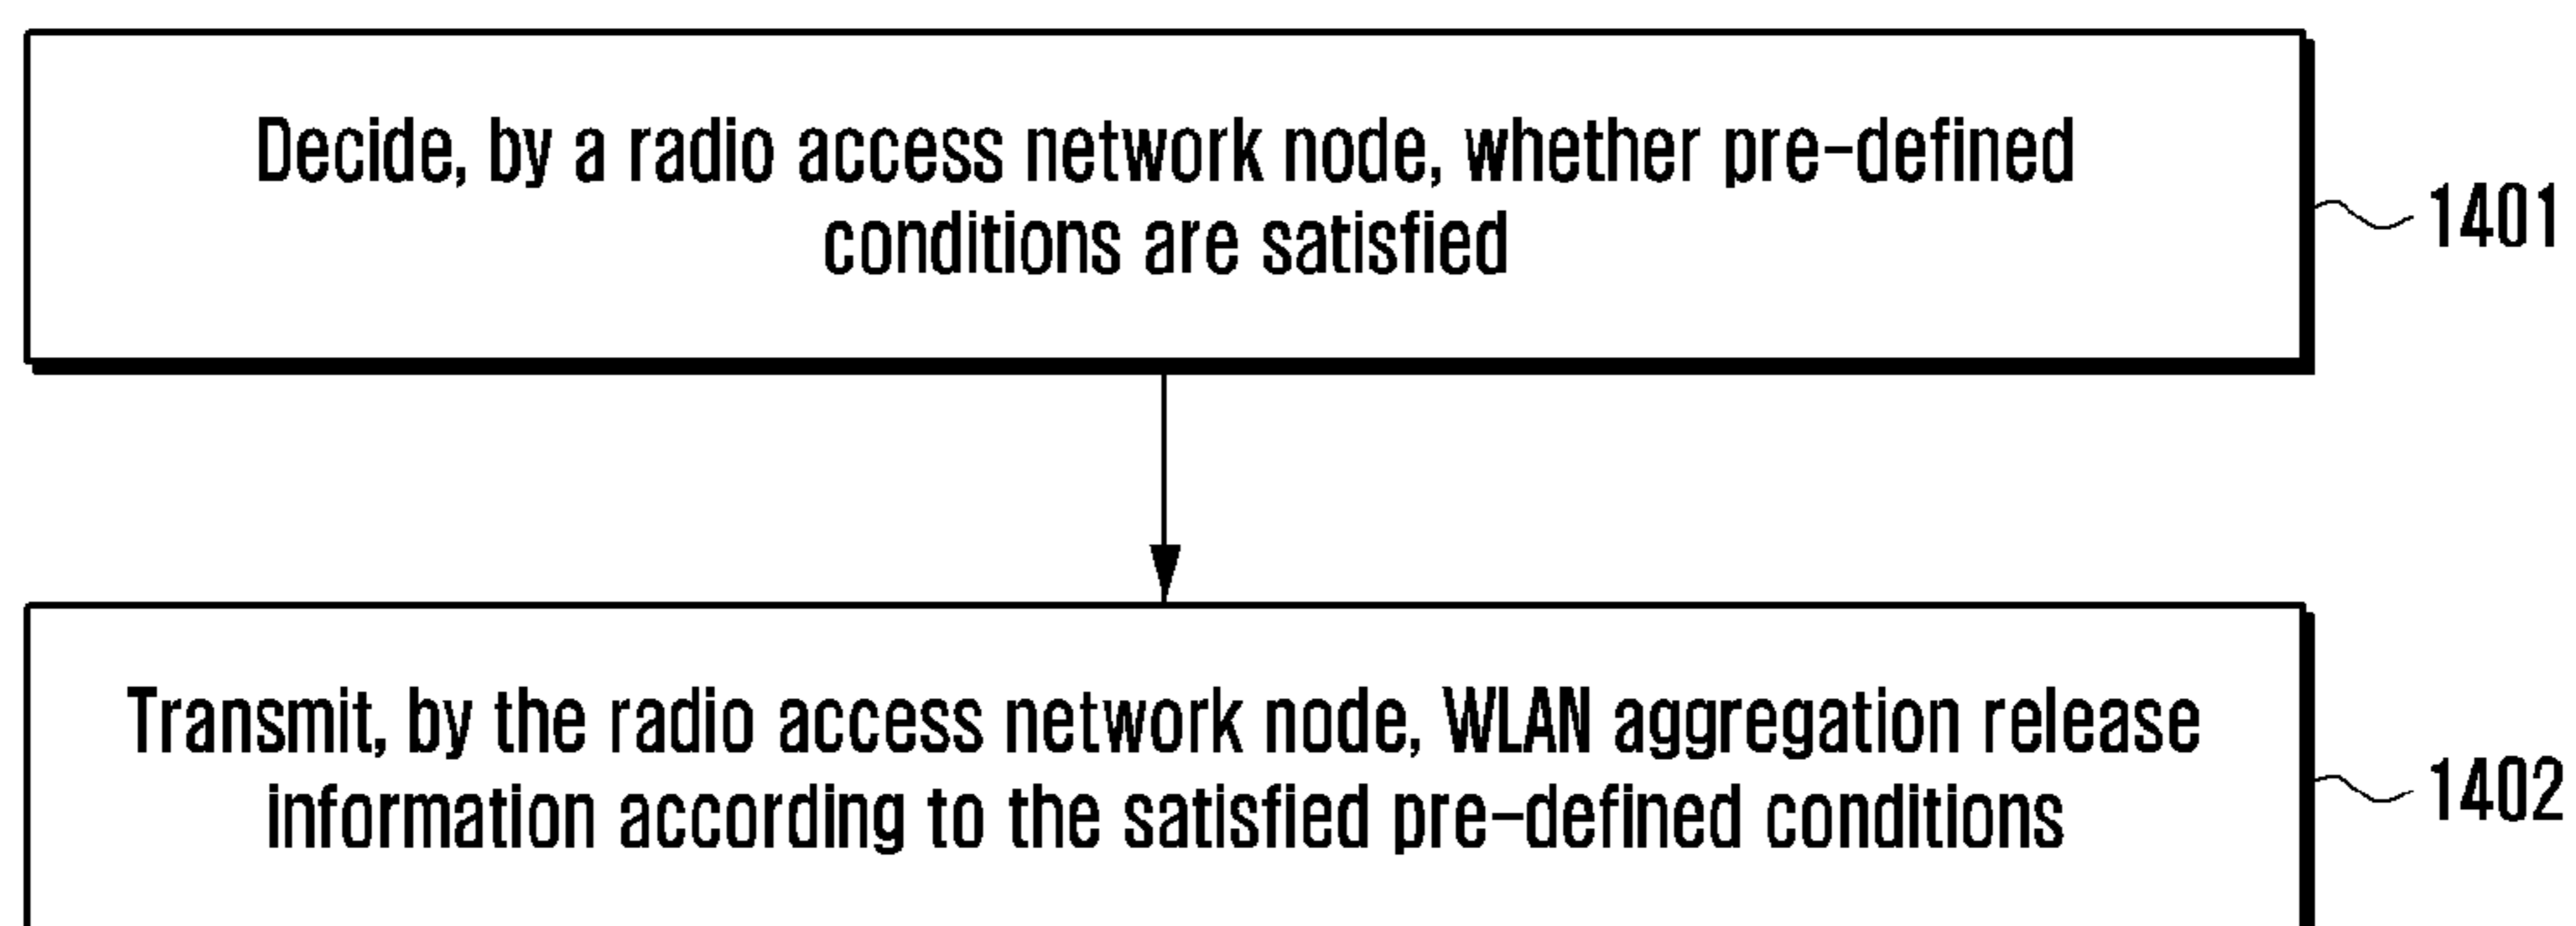 Decide, by a radio access network node, whether pre-defined
conditions are satisfied
1401
Transmit, by the radio access network node, WLAN aggregation release
information according to the satisfied pre-defined conditions
1402